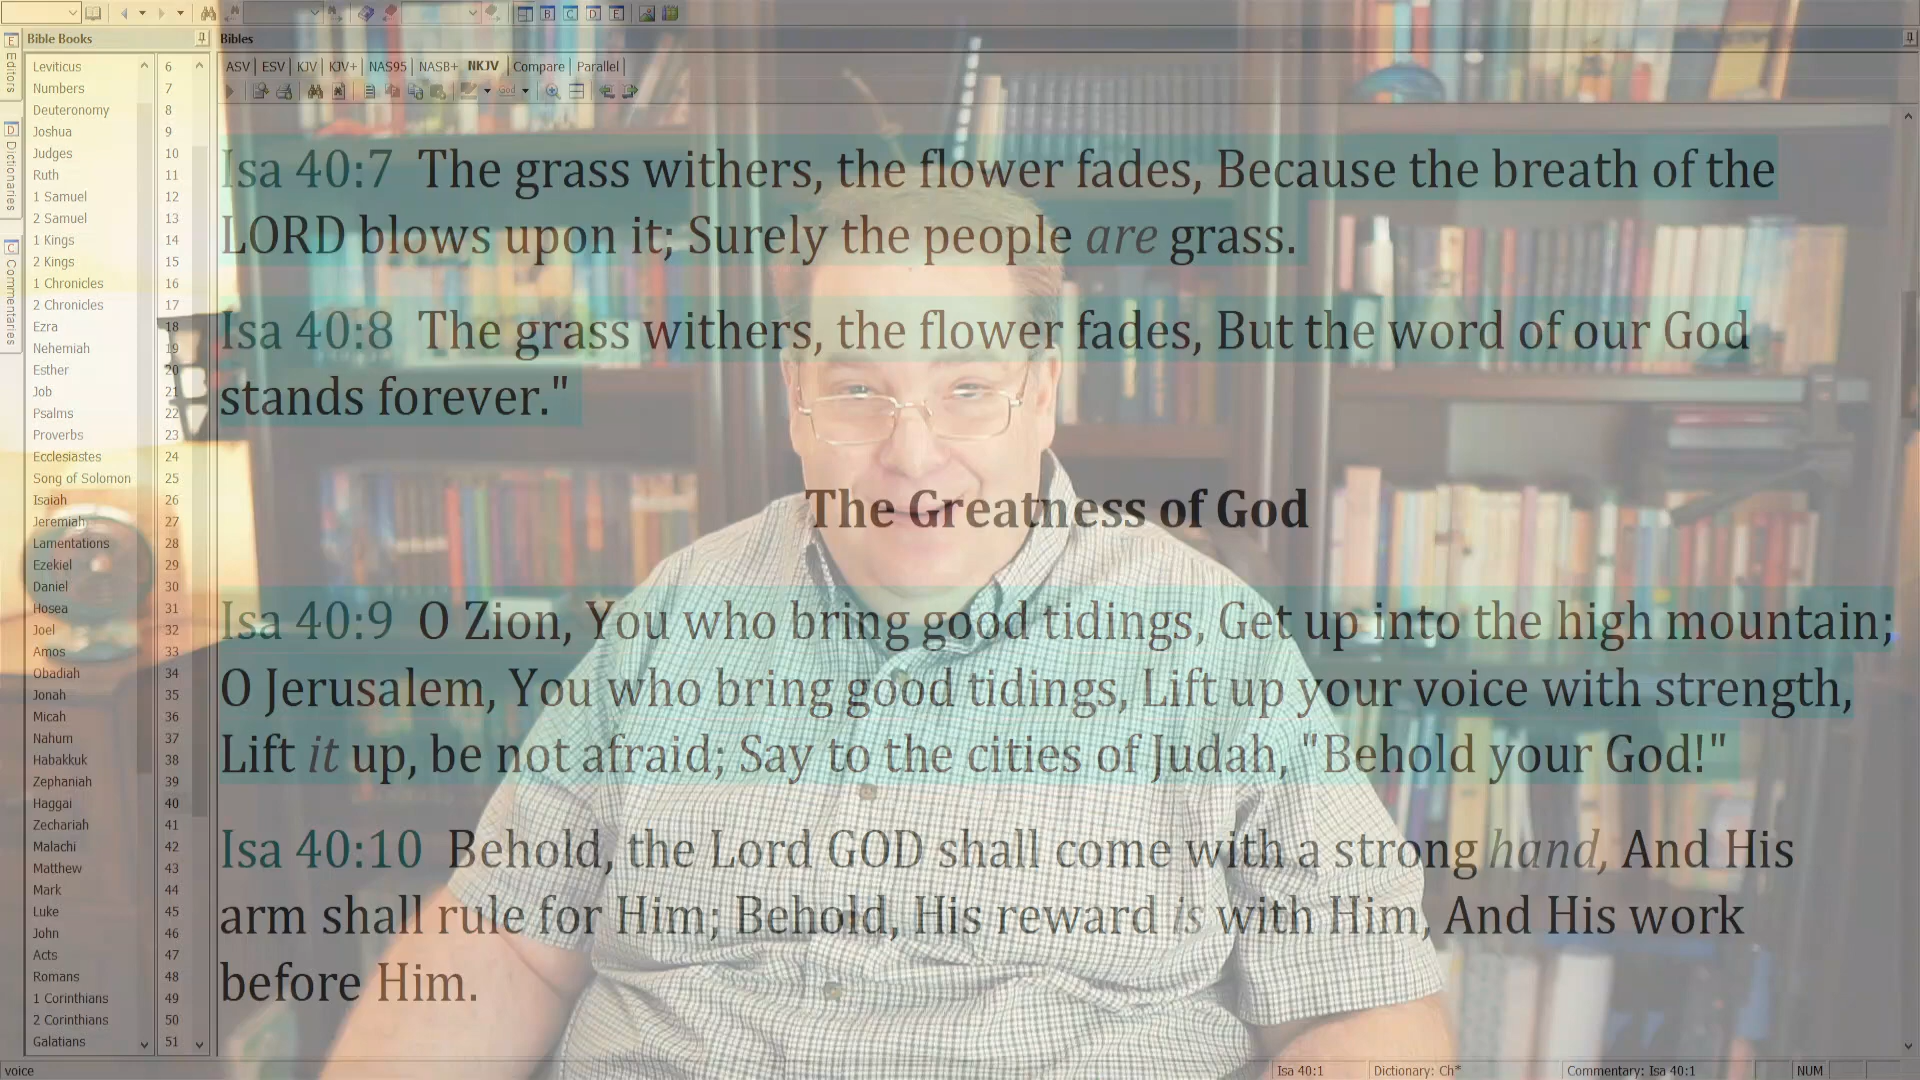 Bible Books
Bibles
ASV ESV KJV KJV+ NAS95 NASB+ NKJV Compare Parallel
Editors
Dictionaries
Commentaries
Leviticus
Numbers
Deuteronomy
Joshua
Judges
Ruth
1 Samuel
2 Samuel
1 Kings
2 Kings
1 Chronicles
2 Chronicles
Ezra
Nehemiah
Esther
Job
Psalms
Proverbs
Ecclesiastes
Song of Solomon
Isaiah
Jeremiah
Lamentations
Ezekiel
Daniel
Hosea
Joel
Amos
Obadiah
Jonah
Micah
Nahum
Habakkuk
Zephaniah
Haggai
Zechariah
Malachi
Matthew
Mark
Luke
John
Acts
Romans
1 Corinthians
2 Corinthians
Galatians
6
7
8
9
10
11
12
13
14
15
16
17
18
19
20
21
22
23
24
25
26
27
28
29
30
31
32
33
34
35
36
37
38
39
40
41
42
43
44
45
46
47
48
49
50
51
God
Isa 40:7 The grass withers, the flower fades, Because the breath of the
LORD blows upon it; Surely the people are grass.
Isa 40:8 The grass withers, the flower fades, But the word of our God
stands forever."
The Greatness of God
Isa 40:9 O Zion, You who bring good tidings, Get up into the high mountain;
O Jerusalem, You who bring good tidings, Lift up your voice with strength,
Lift it up, be not afraid; Say to the cities of Judah, "Behold your God!"
Isa 40:10 Behold, the Lord GOD shall come with a strong hand, And His
arm shall rule for Him; Behold, His reward is with Him, And His work
before Him.
voice
Isa 40:1
Dictionary: Ch*
Commentary: Isa 40:1
NUM